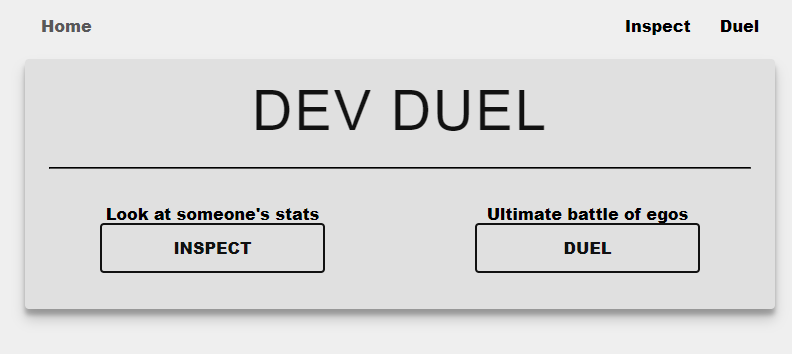 Home Inspect Duel
DEV DUEL
Look at someone's stats Ultimate battle of egos
INSPECT DUEL